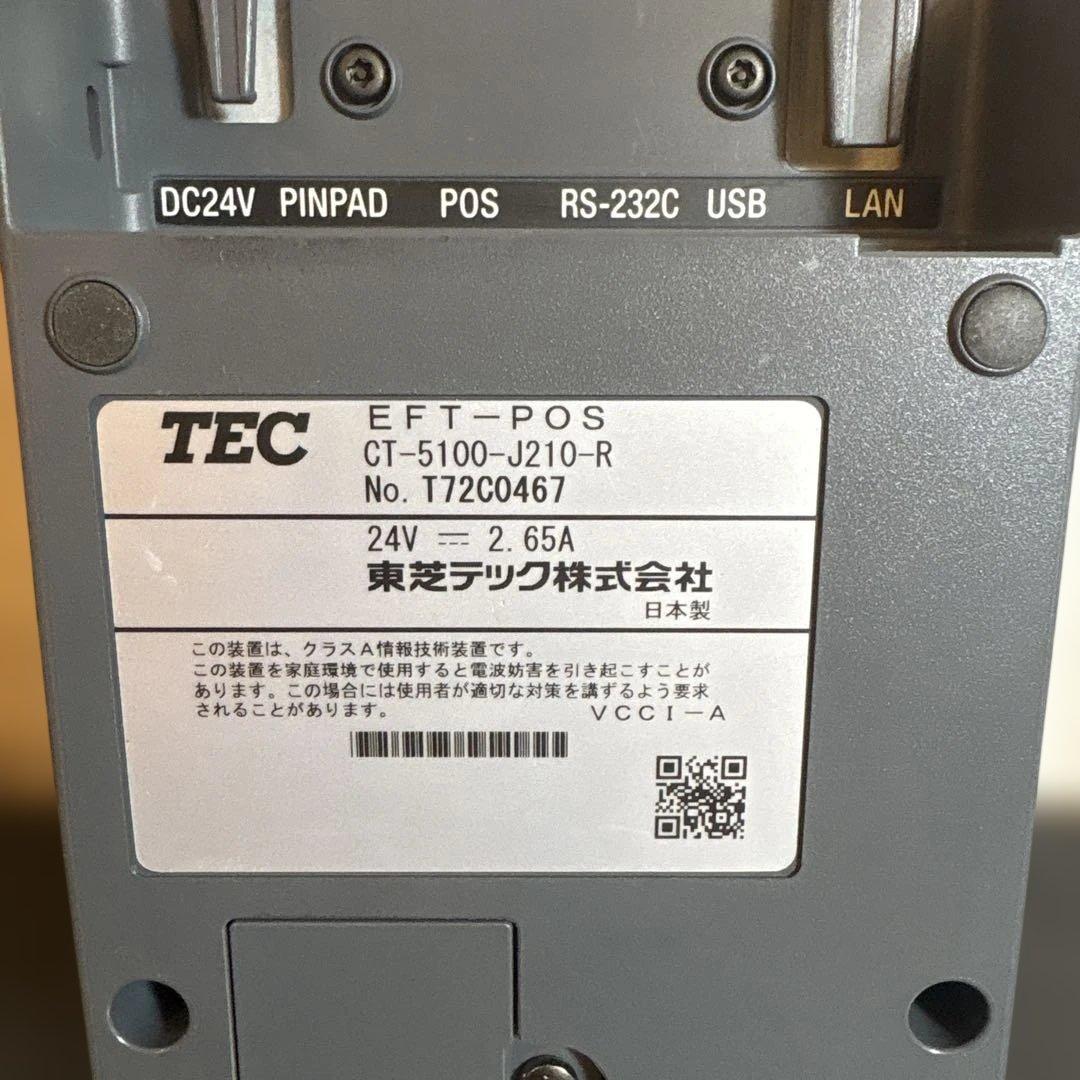 DC24V PINPAD POS RS-232C USB LAN
TEC
EFT-POS
CT-5100-J210-R
No. T72C0467
24V ⎓ 2.65A
東芝テック株式会社
日本製
この装置は、クラスA情報技術装置です。
この装置を家庭環境で使用すると電波妨害を引き起こすことが
あります。この場合には使用者が適切な対策を講ずるよう要求
されることがあります。 VCCI-A